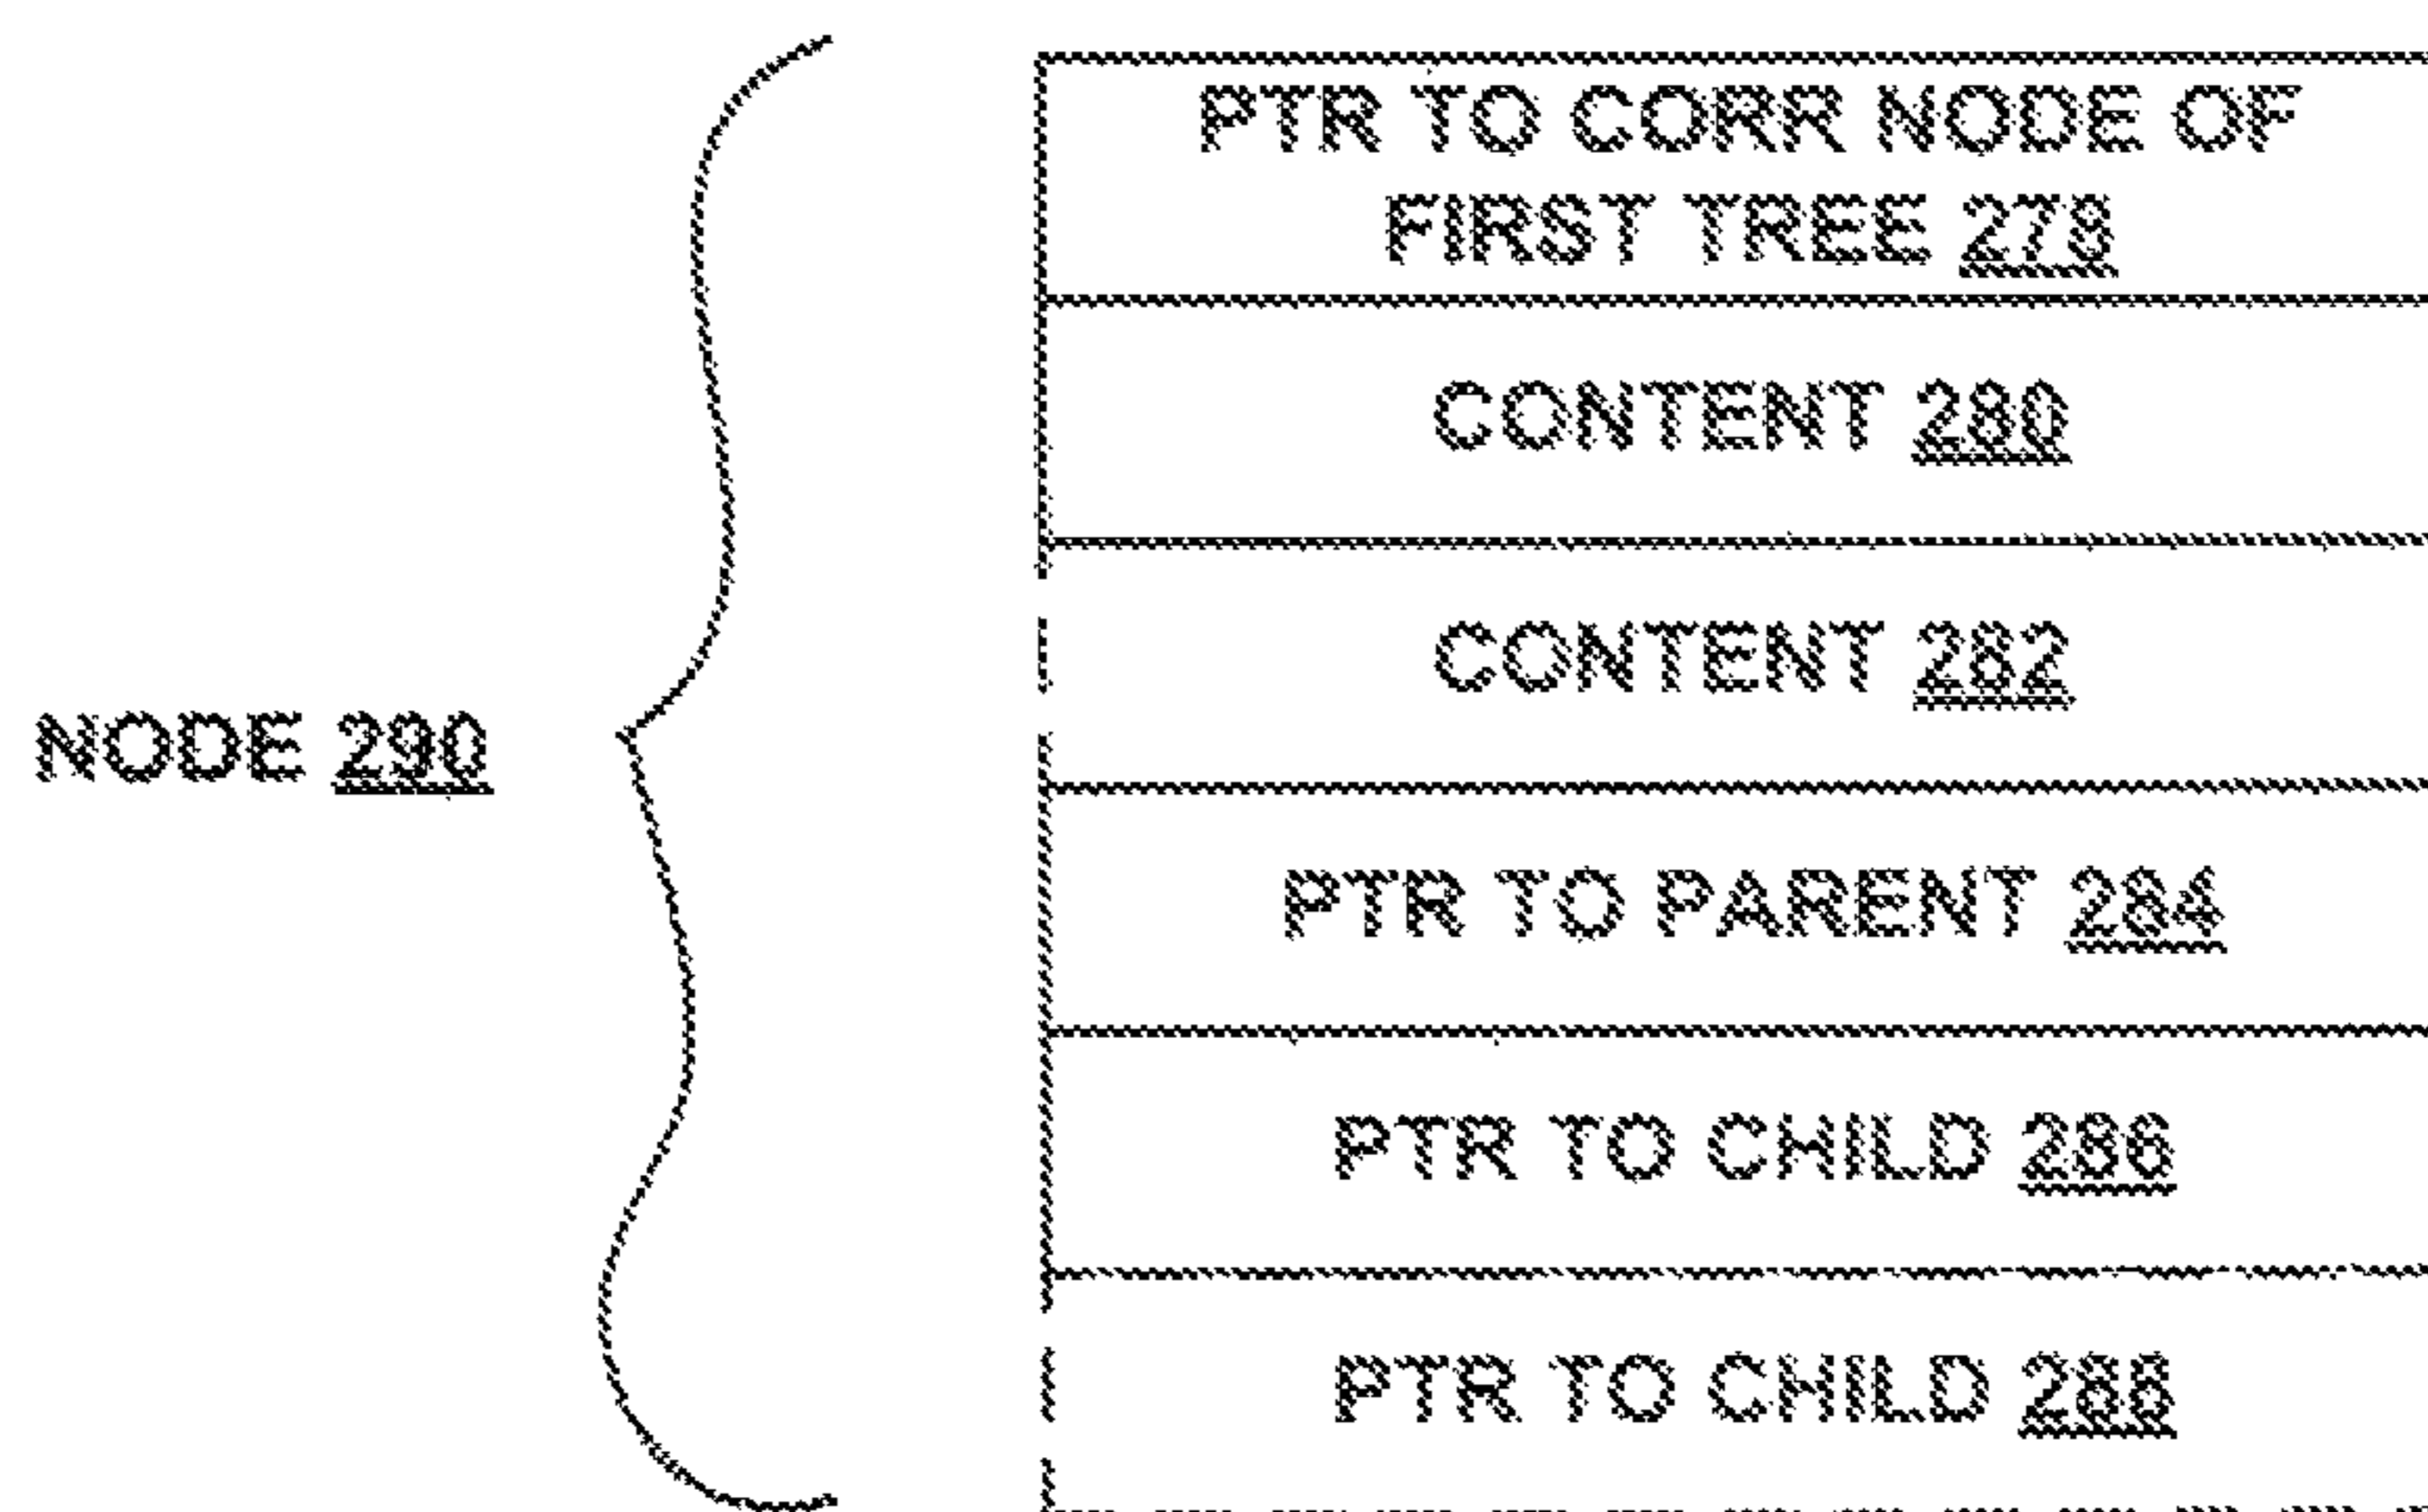 PTR TO CORR NODE OF
FIRST TREE 278
CONTENT 280
CONTENT 282
NODE 290
PTR TO PARENT 284
PTR TO CHILD 286
PTR TO CHILD 288